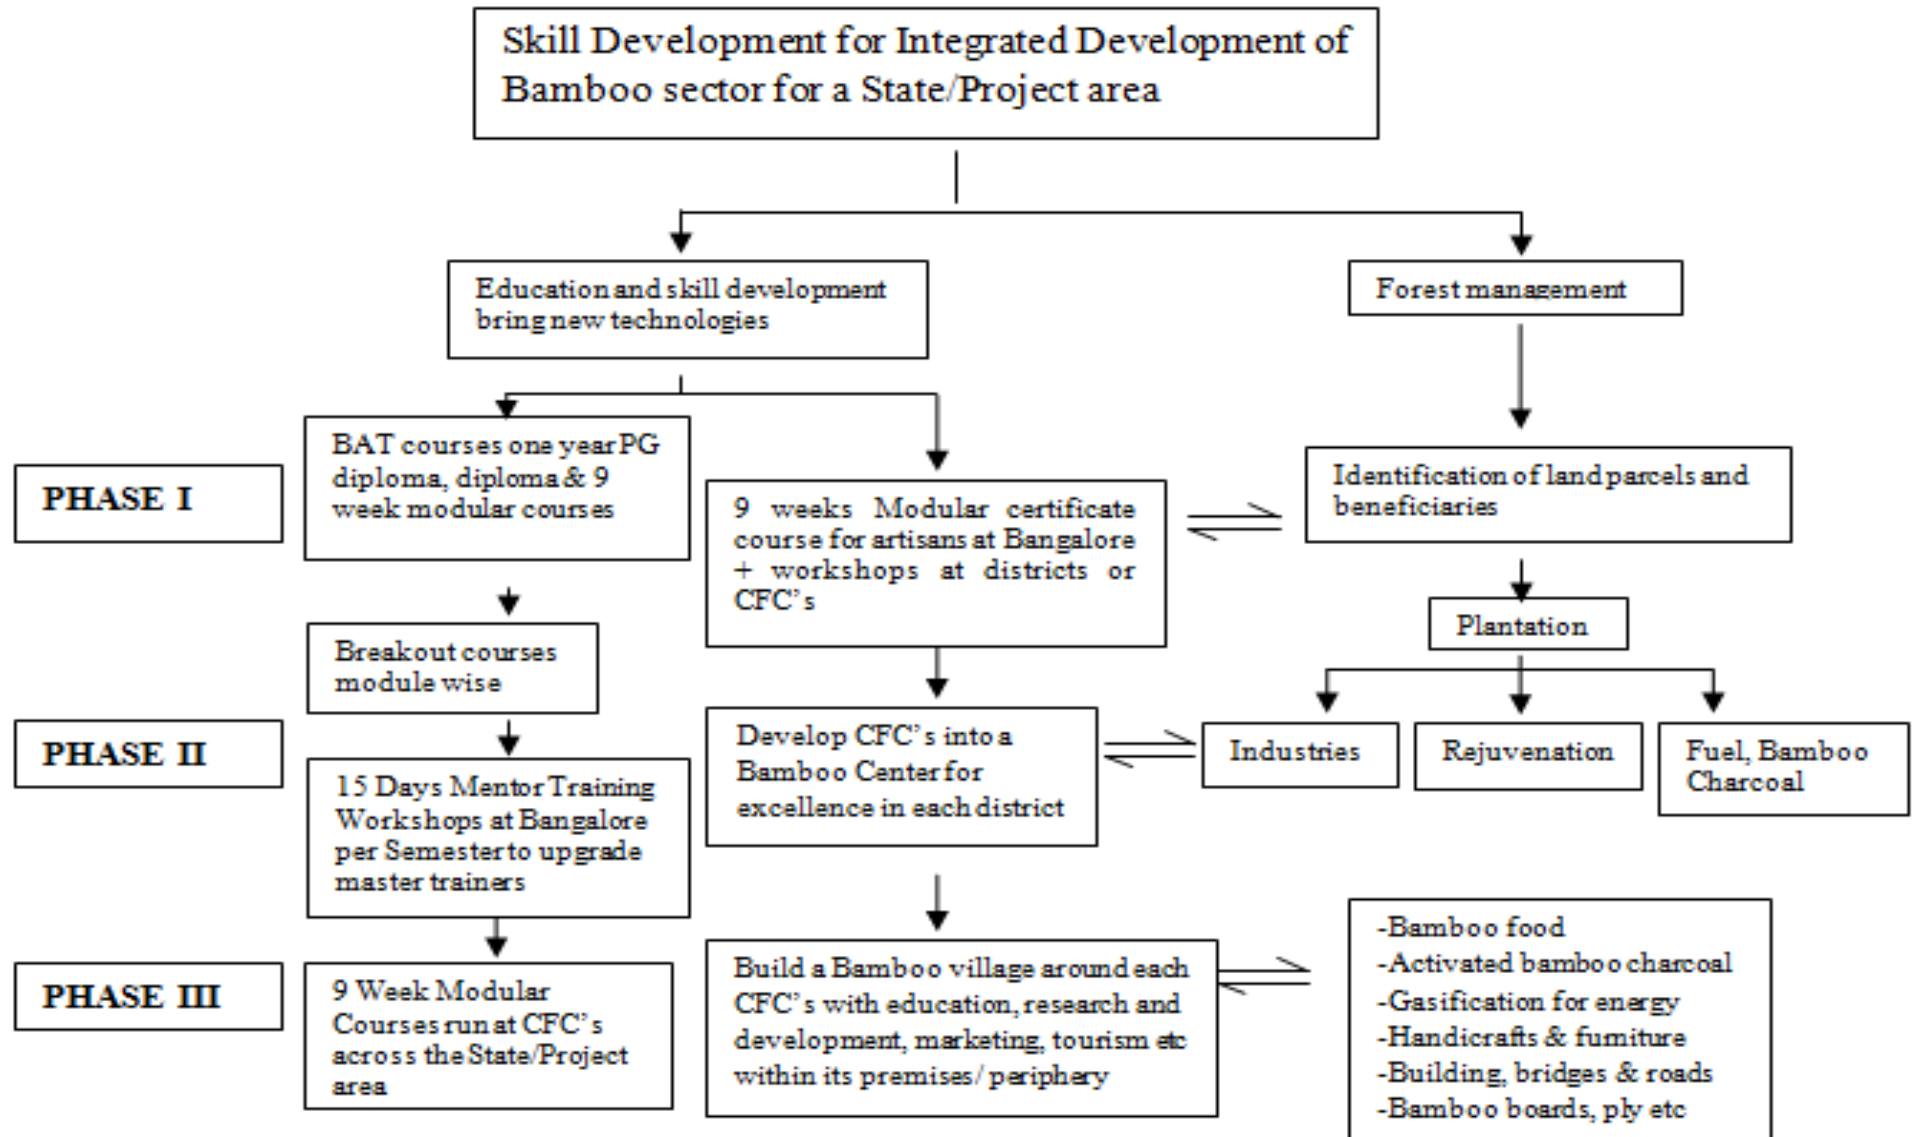 Skill Development for Integrated Development of
Bamboo sector for a State/Project area
Education and skill development
bring new technologies
Forest management
PHASE I
BAT courses one year PG
diploma, diploma & 9
week modular courses
9 weeks Modular certificate
course for artisans at Bangalore
+ workshops at districts or
CFC's
Identification of land parcels and
beneficiaries
Plantation
Breakout courses
module wise
PHASE II
15 Days Mentor Training
Workshops at Bangalore
per Semester to upgrade
master trainers
Develop CFC's into a
Bamboo Center for
excellence in each district
Industries
Rejuvenation
Fuel, Bamboo
Charcoal
PHASE III
9 Week Modular
Courses run at CFC's
across the State/Project
area
Build a Bamboo village around each
CFC's with education, research and
development, marketing, tourism etc
within its premises/ periphery
-Bamboo food
-Activated bamboo charcoal
-Gasification for energy
-Handicrafts & furniture
-Building, bridges & roads
-Bamboo boards, ply etc